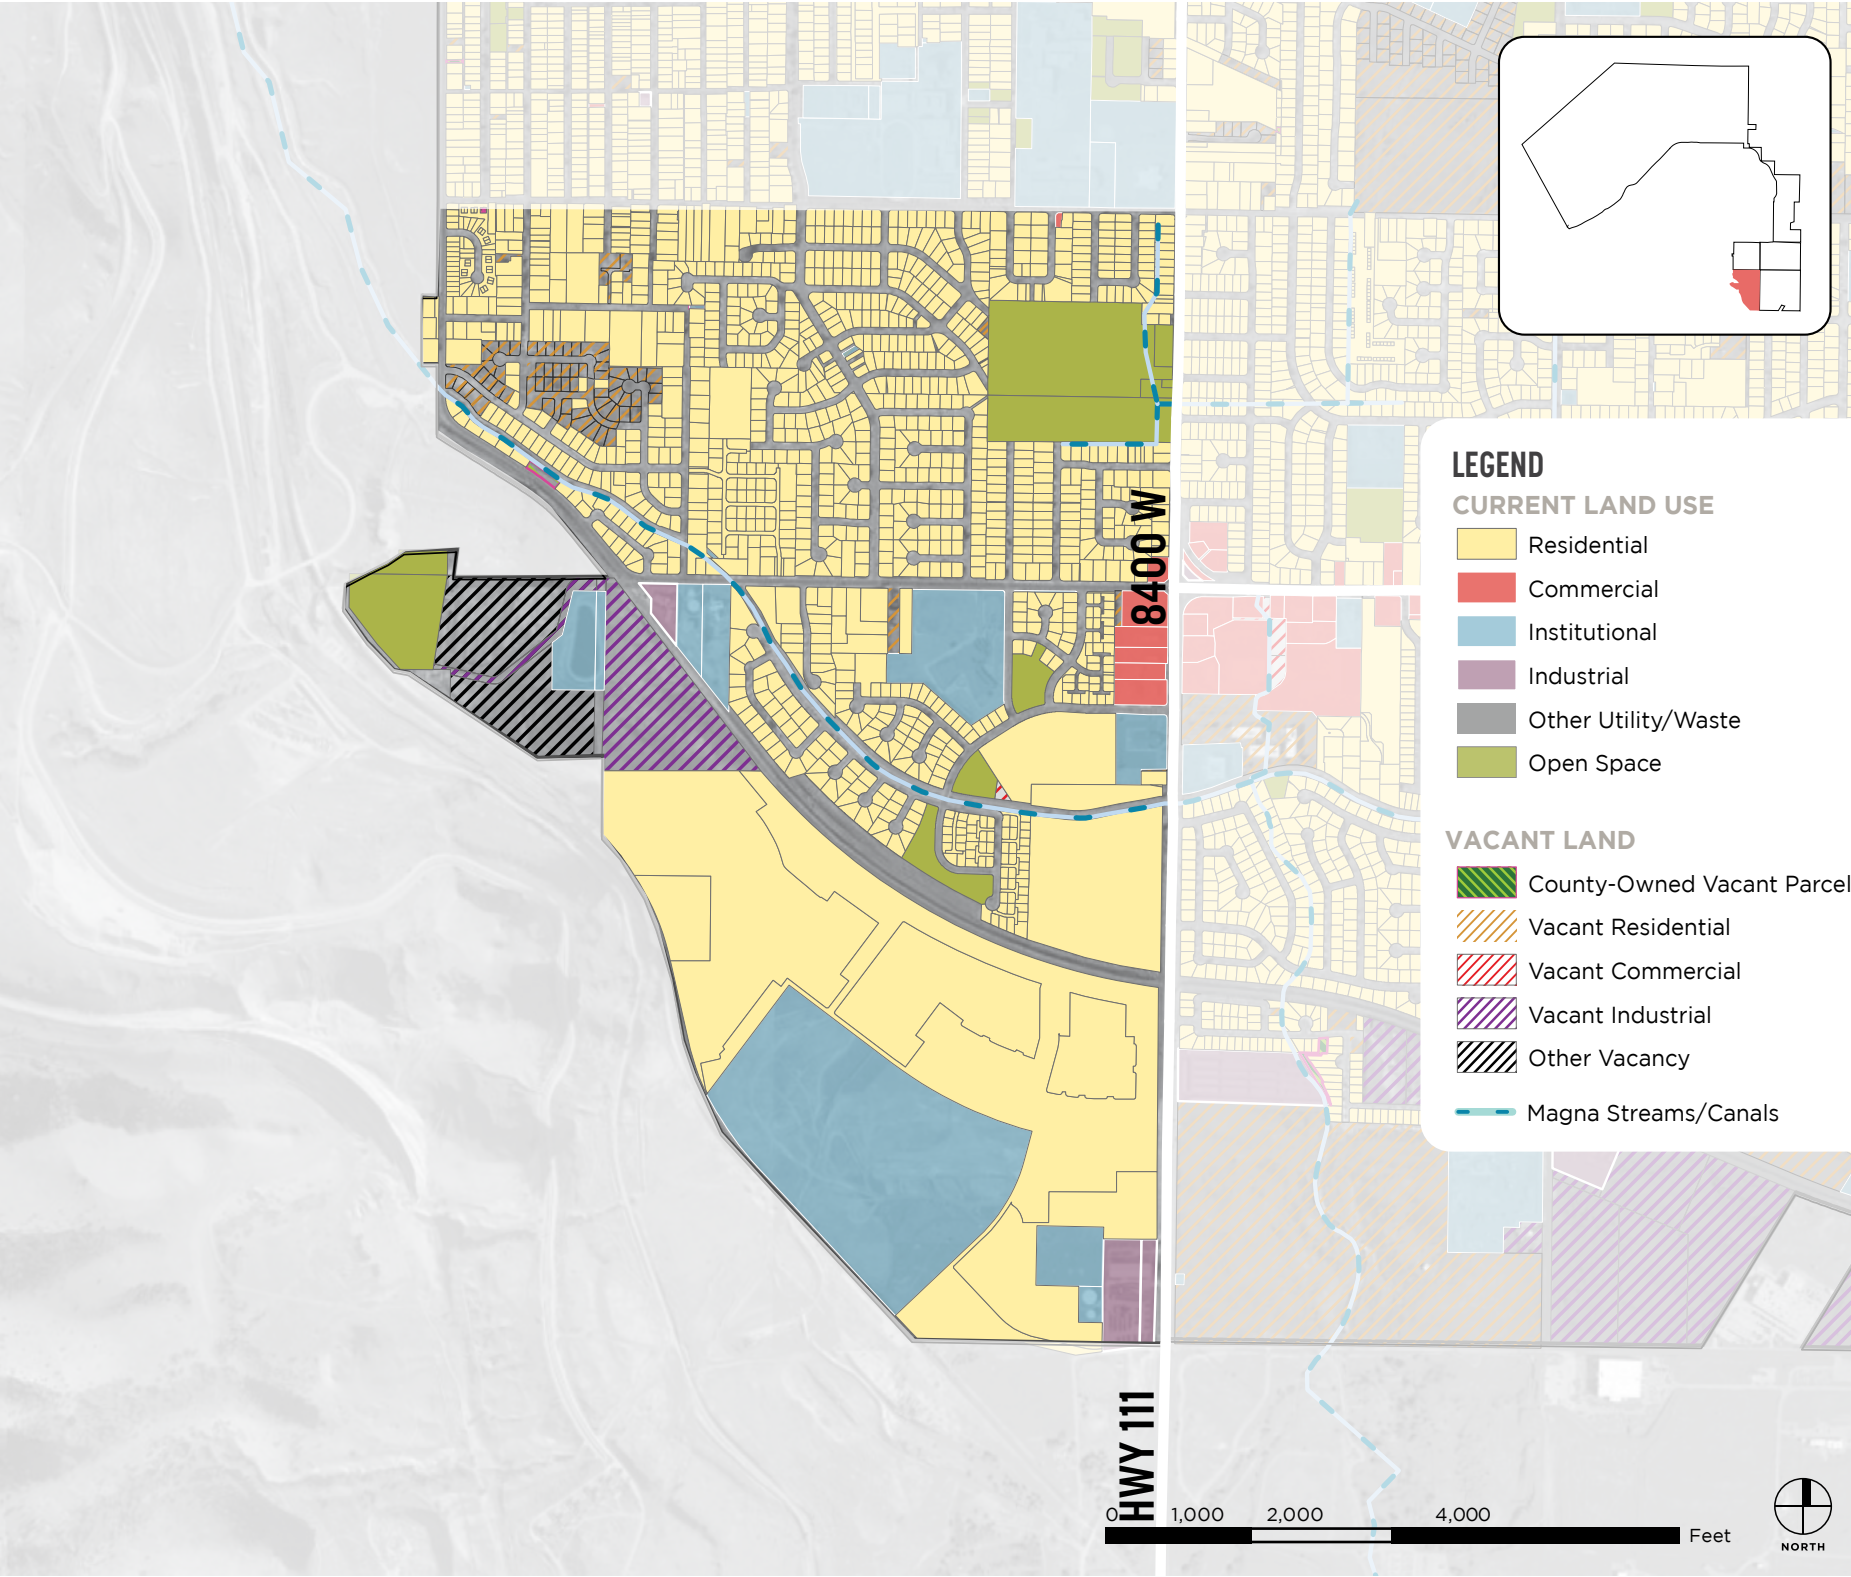 LEGEND
CURRENT LAND USE
Residential
Commercial
Institutional
Industrial
Other Utility/Waste
Open Space
VACANT LAND
County-Owned Vacant Parcel
Vacant Residential
Vacant Commercial
Vacant Industrial
Other Vacancy
Magna Streams/Canals
8400 W
HWY 111
0 1,000 2,000 4,000
Feet
NORTH